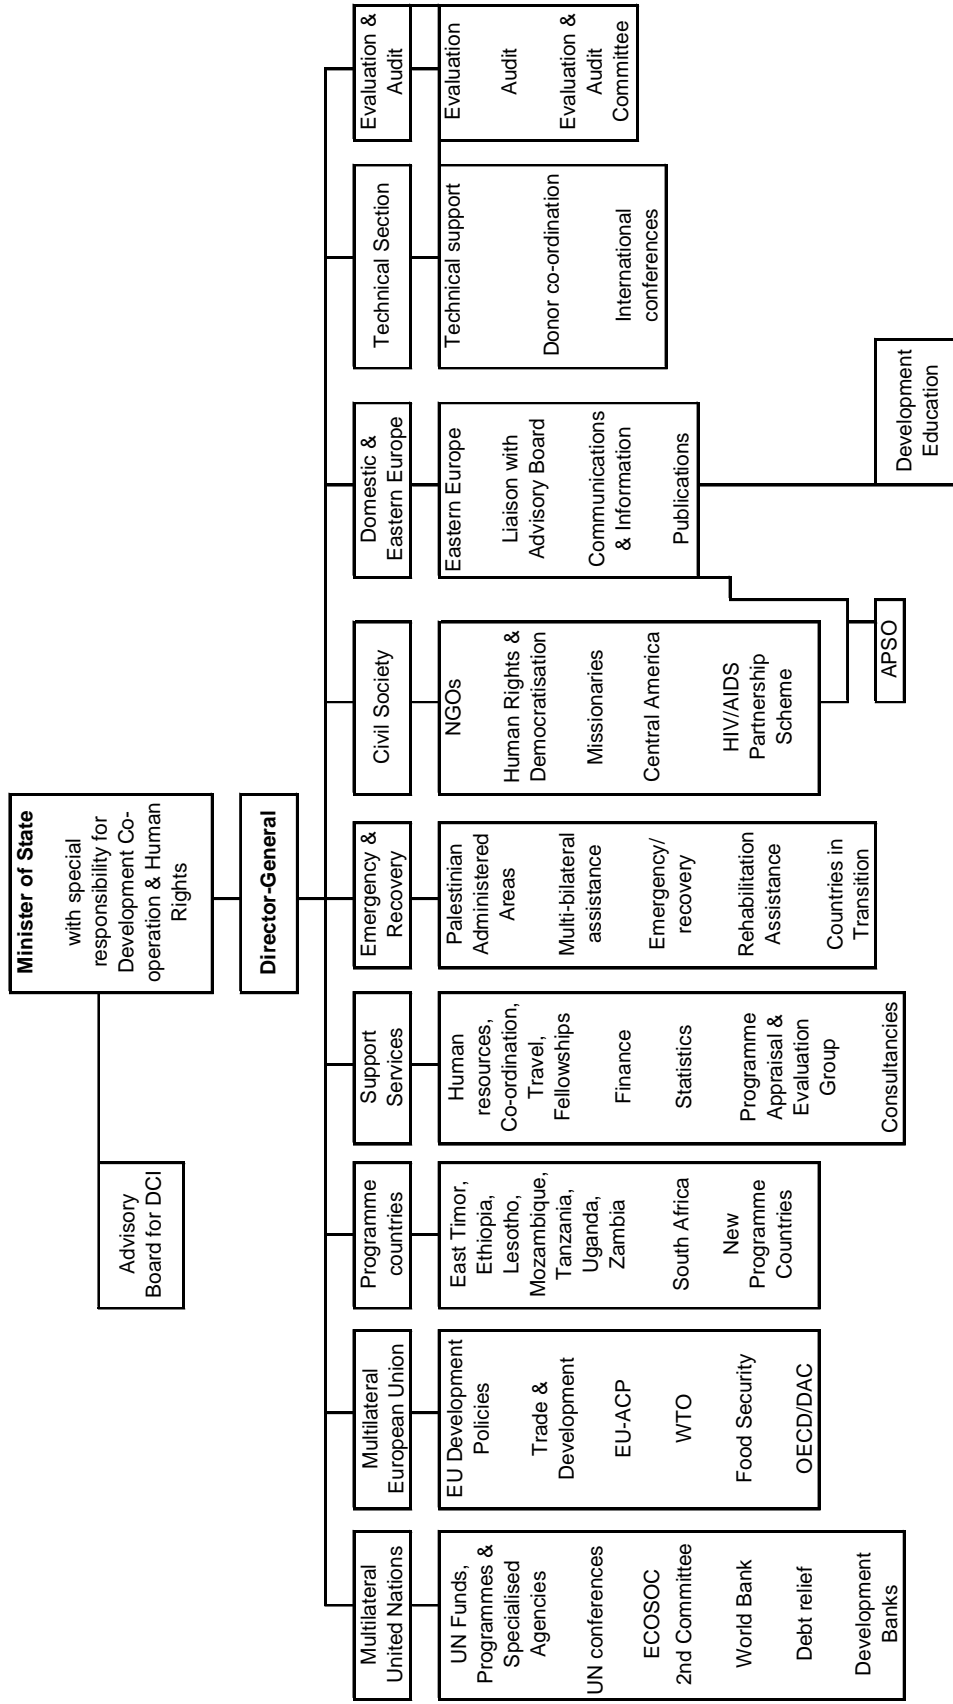 Minister of State
with special
responsibility for
Development Co-
operation & Human
Rights
Advisory
Board for DCI
Director-General
Multilateral
United Nations
UN Funds,
Programmes &
Specialised
Agencies
UN conferences
ECOSOC
2nd Committee
World Bank
Debt relief
Development
Banks
Multilateral
European Union
EU Development
Policies
Trade &
Development
EU-ACP
WTO
Food Security
OECD/DAC
Programme
countries
East Timor,
Ethiopia,
Lesotho,
Mozambique,
Tanzania,
Uganda,
Zambia
South Africa
New
Programme
Countries
Support
Services
Human
resources,
Co-ordination,
Travel,
Fellowships
Finance
Statistics
Programme
Appraisal &
Evaluation
Group
Consultancies
Emergency &
Recovery
Palestinian
Administered
Areas
Multi-bilateral
assistance
Emergency/
recovery
Rehabilitation
Assistance
Countries in
Transition
Civil Society
NGOs
Human Rights &
Democratisation
Missionaries
Central America
HIV/AIDS
Partnership
Scheme
Domestic &
Eastern Europe
Eastern Europe
Liaison with
Advisory Board
Communications
& Information
Publications
APSO
Development
Education
Technical Section
Technical support
Donor co-ordination
International
conferences
Evaluation &
Audit
Evaluation
Audit
Evaluation &
Audit
Committee